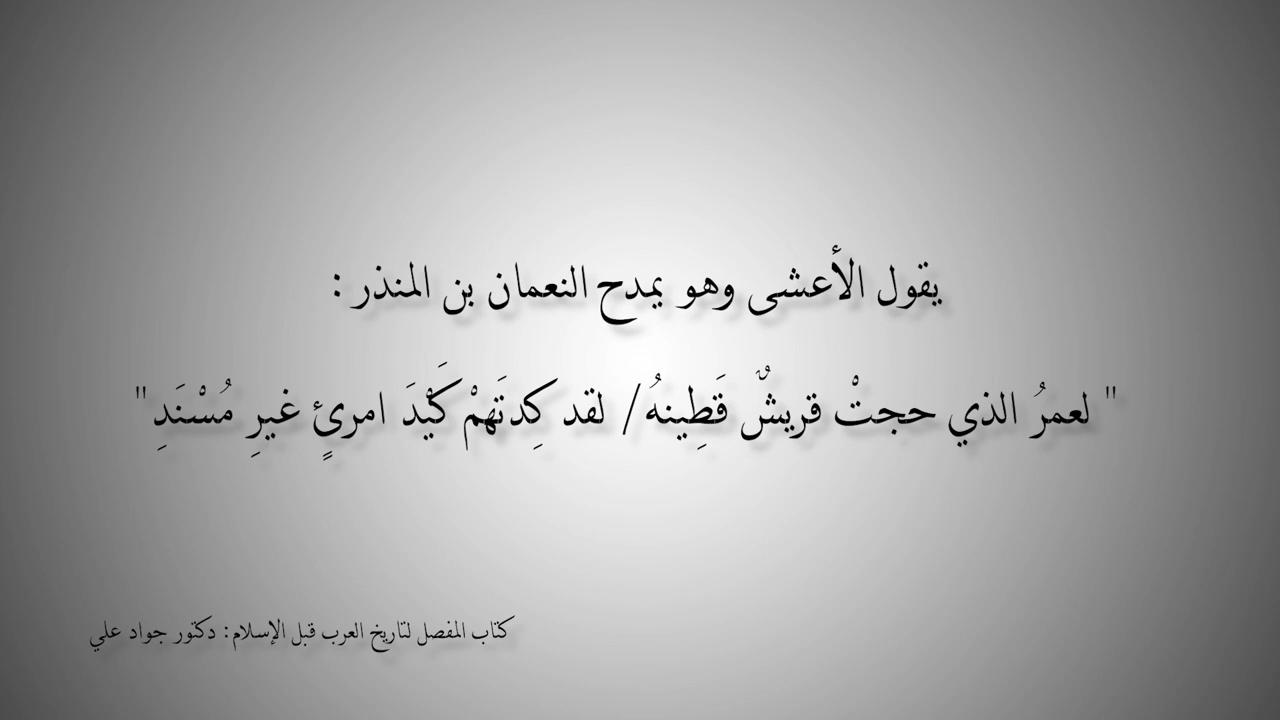 يقول الأعشى وهو يمدح النعمان بن المنذر :
" لعمرُ الذي حجتْ قريشٌ قَطِينهُ/ لقد كِدتَهمْ كَيْدَ امرئٍ غيرِ مُسْنَدِ "
كتاب المفصل لتاريخ العرب قبل الإسلام: دكتور جواد علي